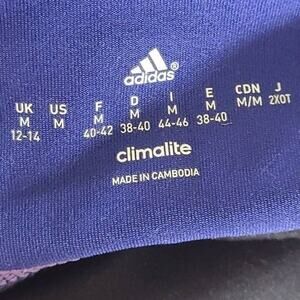 adidas®
UK US F D I E CDN J
M M M M M M M/M 2XOT
12-14 40-42 38-40 44-46 38-40
climalite
MADE IN CAMBODIA